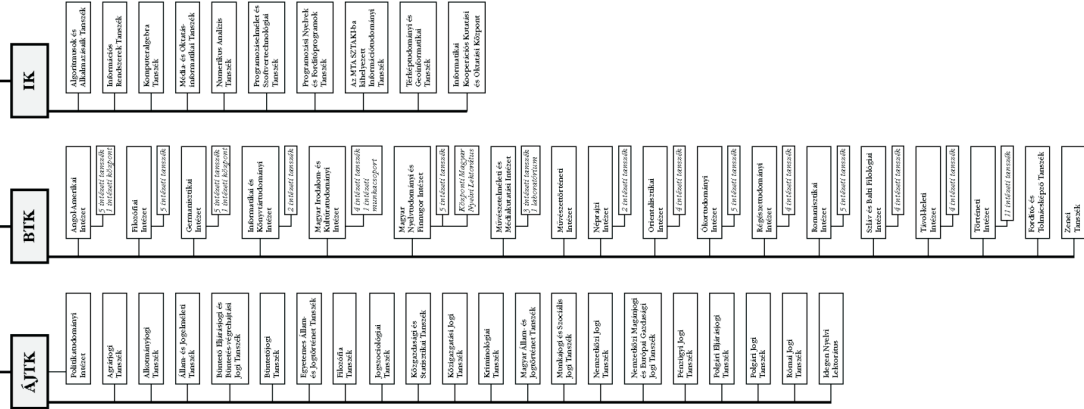 ÁJTK
Politikatudományi
Intézet
Agrárjogi
Tanszék
Alkotmányjogi
Tanszék
Állam- és Jogelméleti
Tanszék
Büntető Eljárásjogi és
Büntetés-végrehajtási
Jogi Tanszék
Büntetőjogi
Tanszék
Egyetemes Állam-
és Jogtörténet Tanszék
Filozófia
Tanszék
Jogszociológiai
Tanszék
Közgazdasági és
Statisztikai Tanszék
Közigazgatási Jogi
Tanszék
Kriminológiai
Tanszék
Magyar Állam- és
Jogtörténet Tanszék
Munkajogi és Szociális
Jogi Tanszék
Nemzetközi Jogi
Tanszék
Nemzetközi Magánjogi
és Európai Gazdasági
Jogi Tanszék
Pénzügyi Jogi
Tanszék
Polgári Eljárásjogi
Tanszék
Polgári Jogi
Tanszék
Római Jogi
Tanszék
Idegen Nyelvi
Lektorátus
BTK
Angol-Amerikai
Intézet
5 intézeti tanszék
1 intézeti központ
Filozófiai
Intézet
5 intézeti tanszék
Germanisztikai
Intézet
5 intézeti tanszék
1 intézeti központ
Informatikai és
Könyvtártudományi
Intézet
2 intézeti tanszék
Magyar Irodalom- és
Kultúratudományi
Intézet
4 intézeti tanszék
1 intézeti
munkacsoport
Magyar
Nyelvtudományi és
Finnugor Intézet
5 intézeti tanszék
Központi Magyar
Nyelvi Lektorátus
Művészetelméleti és
Médiakutatási Intézet
3 intézeti tanszék
1 laboratórium
Művészettörténeti
Intézet
Néprajzi
Intézet
2 intézeti tanszék
Orientalisztikai
Intézet
4 intézeti tanszék
Ókortudományi
Intézet
5 intézeti tanszék
Régészettudományi
Intézet
4 intézeti tanszék
Romanisztikai
Intézet
5 intézeti tanszék
Szláv és Balti Filológiai
Intézet
4 intézeti tanszék
Távol-keleti
Intézet
4 intézeti tanszék
Történeti
Intézet
11 intézeti tanszék
Fordító- és
Tolmácsképző Tanszék
Zenei
Tanszék
IK
Algoritmusok és
Alkalmazásaik Tanszék
Információs
Rendszerek Tanszék
Komputeralgebra
Tanszék
Média- és Oktatás-
informatikai Tanszék
Numerikus Analízis
Tanszék
Programozáselmélet és
Szoftvertechnológiai
Tanszék
Programozási Nyelvek
és Fordítóprogramok
Tanszék
Az MTA SZTAKI-ba
kihelyezett
Információtudományi
Tanszék
Térképtudományi és
Geoinformatikai
Tanszék
Informatikai
Kooperációs Kutatási
és Oktatási Központ